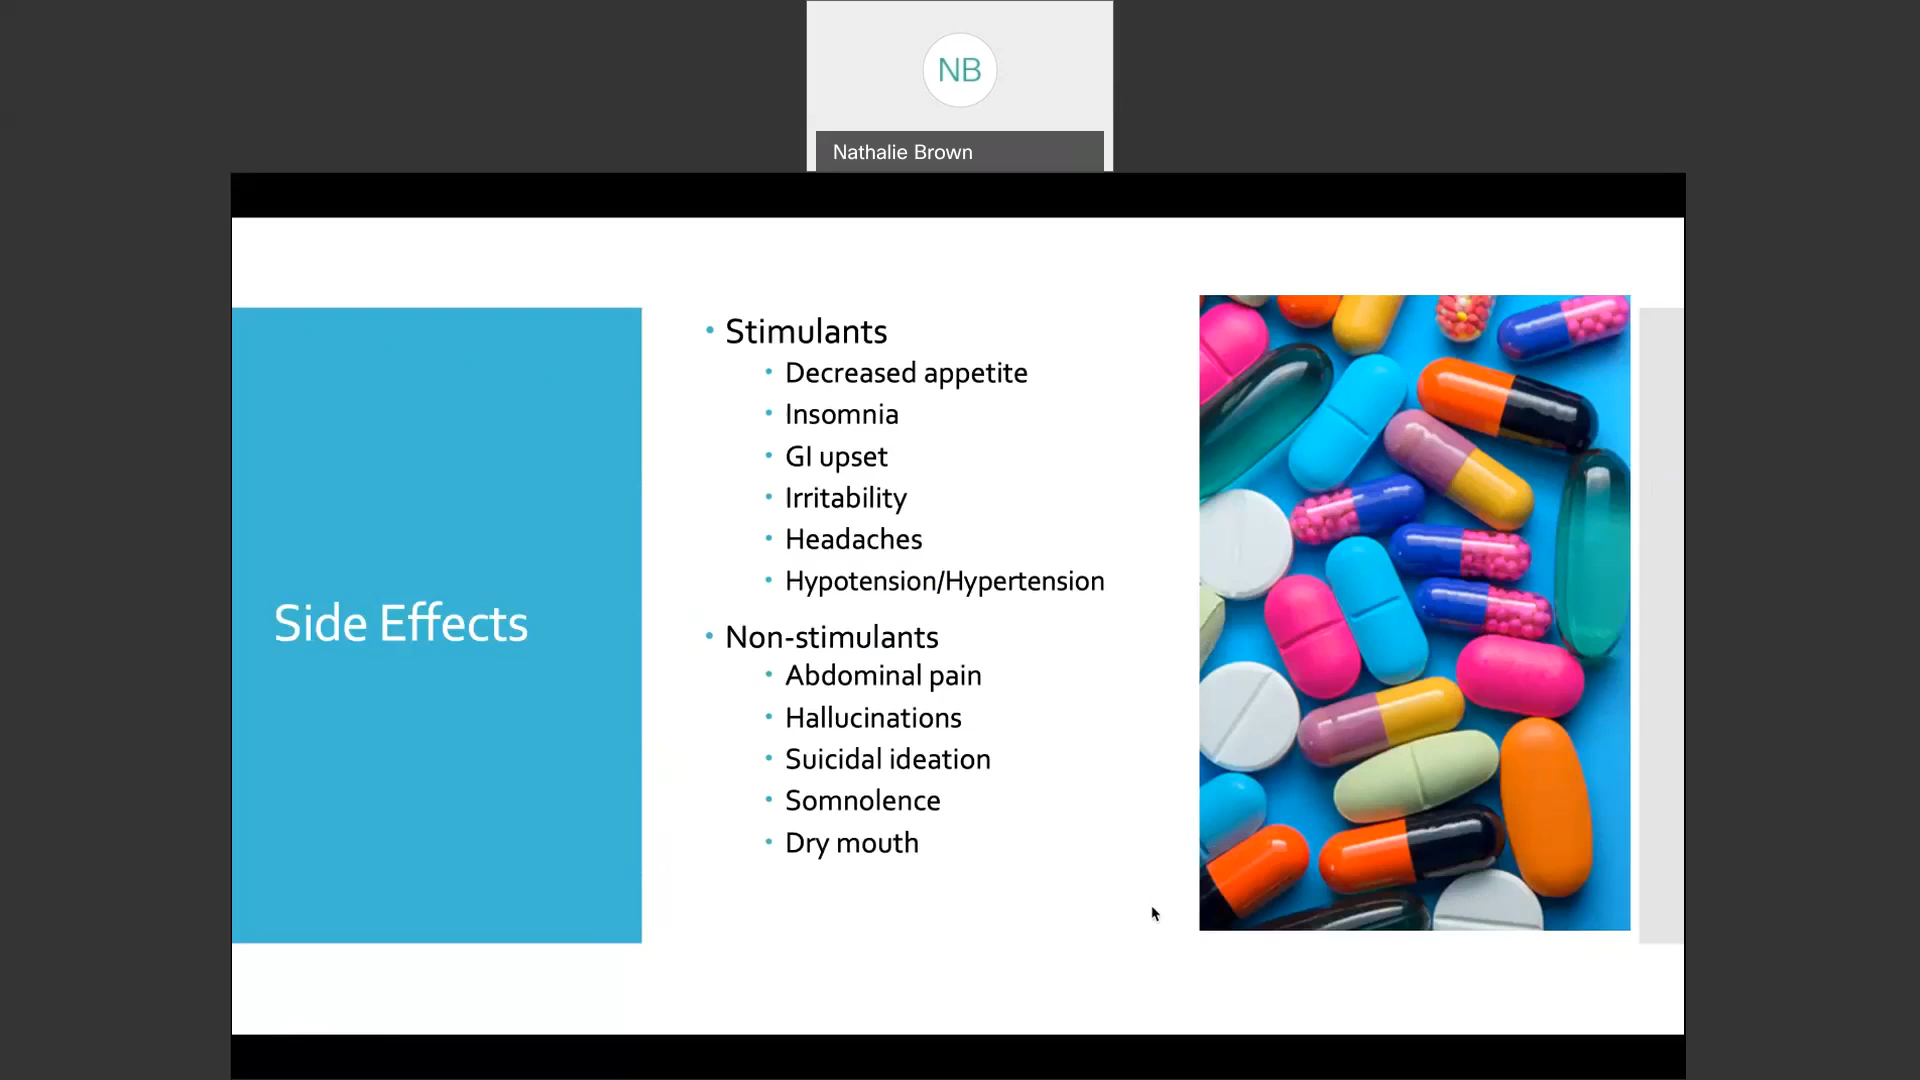 NB
Nathalie Brown
Side Effects
• Stimulants
• Decreased appetite
• Insomnia
• GI upset
• Irritability
• Headaches
• Hypotension/Hypertension
• Non-stimulants
• Abdominal pain
• Hallucinations
• Suicidal ideation
• Somnolence
• Dry mouth